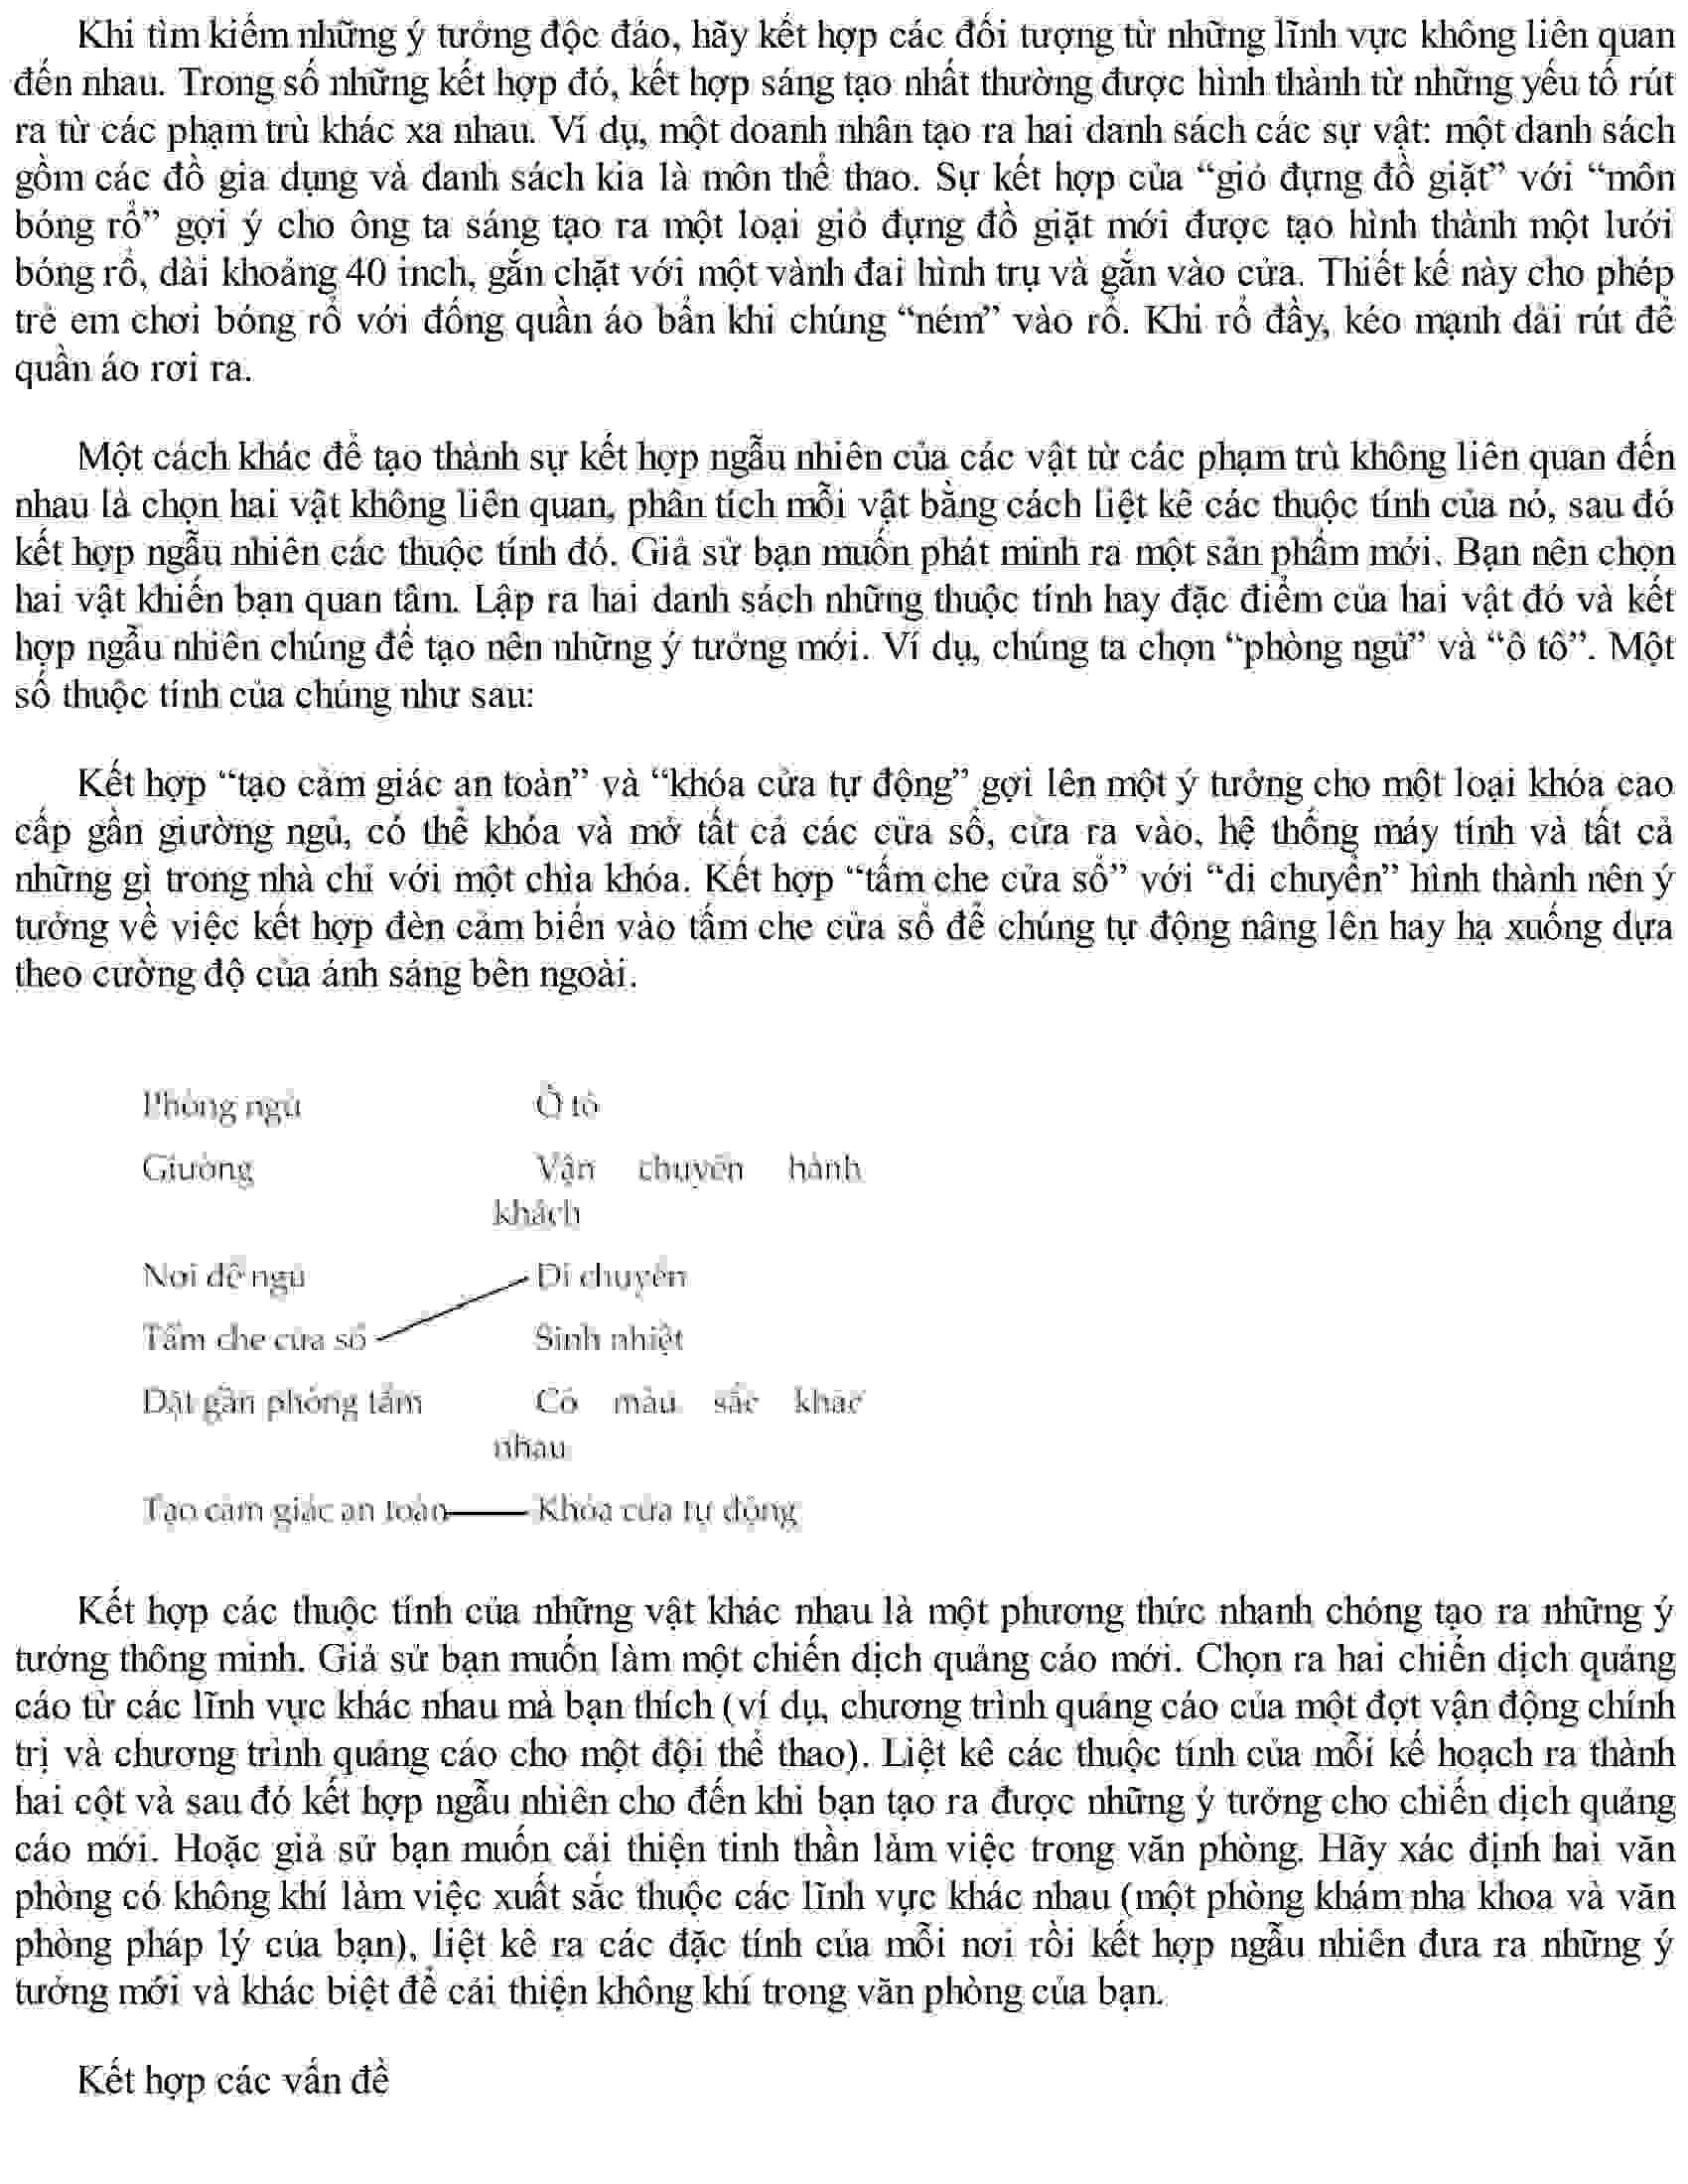 Khi tìm kiếm những ý tưởng độc đáo, hãy kết hợp các đối tượng từ những lĩnh vực không liên quan
đến nhau. Trong số những kết hợp đó, kết hợp sáng tạo nhất thường được hình thành từ những yếu tố rút
ra từ các phạm trù khác xa nhau. Ví dụ, một doanh nhân tạo ra hai danh sách các sự vật: một danh sách
gồm các đồ gia dụng và danh sách kia là môn thể thao. Sự kết hợp của “giỏ đựng đồ giặt” với “môn
bóng rổ” gợi ý cho ông ta sáng tạo ra một loại giỏ đựng đồ giặt mới được tạo hình thành một lưới
bóng rổ, dài khoảng 40 inch, gắn chặt với một vành đai hình trụ và gắn vào cửa. Thiết kế này cho phép
trẻ em chơi bóng rổ với đống quần áo bẩn khi chúng “ném” vào rổ. Khi rổ đầy, kéo mạnh dải rút để
quần áo rơi ra.
Một cách khác để tạo thành sự kết hợp ngẫu nhiên của các vật từ các phạm trù không liên quan đến
nhau là chọn hai vật không liên quan, phân tích mỗi vật bằng cách liệt kê các thuộc tính của nó, sau đó
kết hợp ngẫu nhiên các thuộc tính đó. Giả sử bạn muốn phát minh ra một sản phẩm mới. Bạn nên chọn
hai vật khiến bạn quan tâm. Lập ra hai danh sách những thuộc tính hay đặc điểm của hai vật đó và kết
hợp ngẫu nhiên chúng để tạo nên những ý tưởng mới. Ví dụ, chúng ta chọn “phòng ngủ” và “ô tô”. Một
số thuộc tính của chúng như sau:
Kết hợp “tạo cảm giác an toàn” và “khóa cửa tự động” gợi lên một ý tưởng cho một loại khóa cao
cấp gần giường ngủ, có thể khóa và mở tất cả các cửa sổ, cửa ra vào, hệ thống máy tính và tất cả
những gì trong nhà chỉ với một chìa khóa. Kết hợp “tấm che cửa sổ” với “di chuyển” hình thành nên ý
tưởng về việc kết hợp đèn cảm biến vào tấm che cửa sổ để chúng tự động nâng lên hay hạ xuống dựa
theo cường độ của ánh sáng bên ngoài.
Phòng ngủ Ô tô
Giường Vận chuyển hành
khách
Nơi để ngủ Di chuyển
Tấm che cửa sổ Sinh nhiệt
Đặt gần phòng tắm Có màu sắc khác
nhau
Tạo cảm giác an toàn Khóa cửa tự động
Kết hợp các thuộc tính của những vật khác nhau là một phương thức nhanh chóng tạo ra những ý
tưởng thông minh. Giả sử bạn muốn làm một chiến dịch quảng cáo mới. Chọn ra hai chiến dịch quảng
cáo từ các lĩnh vực khác nhau mà bạn thích (ví dụ, chương trình quảng cáo của một đợt vận động chính
trị và chương trình quảng cáo cho một đội thể thao). Liệt kê các thuộc tính của mỗi kế hoạch ra thành
hai cột và sau đó kết hợp ngẫu nhiên cho đến khi bạn tạo ra được những ý tưởng cho chiến dịch quảng
cáo mới. Hoặc giả sử bạn muốn cải thiện tinh thần làm việc trong văn phòng. Hãy xác định hai văn
phòng có không khí làm việc xuất sắc thuộc các lĩnh vực khác nhau (một phòng khám nha khoa và văn
phòng pháp lý của bạn), liệt kê ra các đặc tính của mỗi nơi rồi kết hợp ngẫu nhiên đưa ra những ý
tưởng mới và khác biệt để cải thiện không khí trong văn phòng của bạn.
Kết hợp các vấn đề